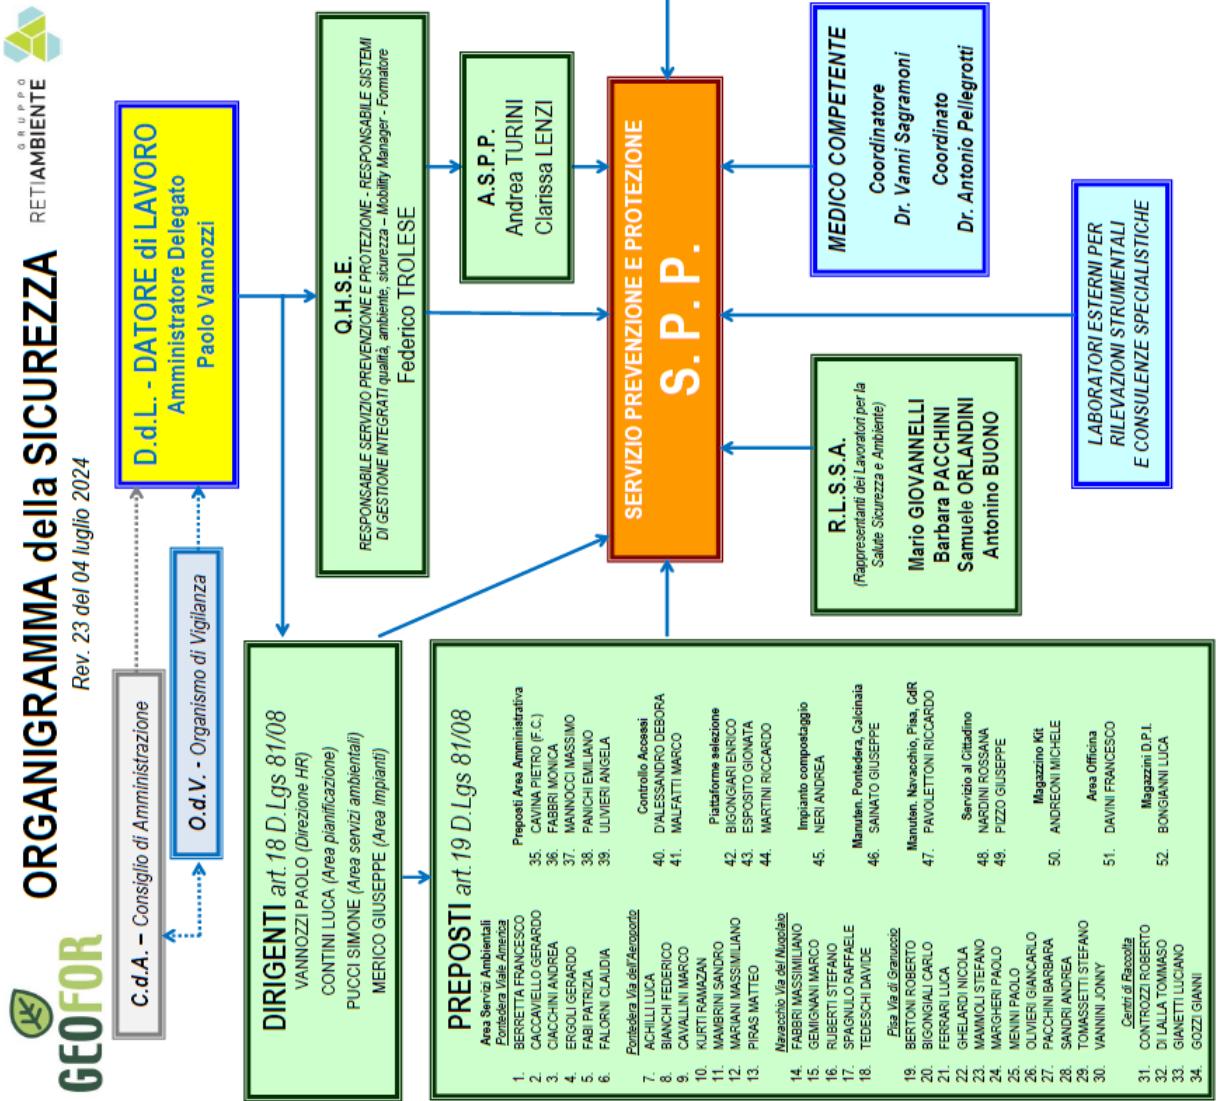 GEOFOR
ORGANIGRAMMA della SICUREZZA
Rev. 23 del 04 luglio 2024
GRUPPO
RETIAMBIENTE
C.d.A. – Consiglio di Amministrazione
O.d.V. - Organismo di Vigilanza
D.d.L. - DATORE di LAVORO
Amministratore Delegato
Paolo Vannozzi
DIRIGENTI art.18 D.Lgs 81/08
VANNOZZI PAOLO (Direzione HR)
CONTINI LUCA (Area pianificazione)
PUCCI SIMONE (Area servizi ambientali)
MERICO GIUSEPPE (Area Impianti)
Q.H.S.E.
RESPONSABILE SERVIZIO PREVENZIONE E PROTEZIONE - RESPONSABILE SISTEMI
DI GESTIONE INTEGRATI qualità, ambiente, sicurezza – Mobility Manager - Formatore
Federico TROLESE
A.S.P.P.
Andrea TURINI
Clarissa LENZI
PREPOSTI art.19 D.Lgs 81/08
Area Servizi Ambientali
Pontedera Viale America
1. BERRETTA FRANCESCO
2. CACCAVIELLO GERARDO
3. CIACCHINI ANDREA
4. ERGOLI GERARDO
5. FABI PATRIZIA
6. FALORNI CLAUDIA
Pontedera Via dell'Aeroporto
7. ACHILLI LUCA
8. BIANCHI FEDERICO
9. CAVALLINI MARCO
10. KURTI RAMAZAN
11. MAMBRINI SANDRO
12. MARIANI MASSIMILIANO
13. PIRAS MATTEO
Navacchio Via del Nugolaio
14. FABBRI MASSIMILIANO
15. GEMIGNANI MARCO
16. RUBERTI STEFANO
17. SPAGNULO RAFFAELE
18. TEDESCHI DAVIDE
Pisa Via di Granuccio
19. BERTONI ROBERTO
20. BIGONGIALI CARLO
21. FERRARI LUCA
22. GHELARDI NICOLA
23. MAMMOLI STEFANO
24. MARGHERI PAOLO
25. MENINI PAOLO
26. OLIVIERI GIANCARLO
27. PACCHINI BARBARA
28. SANDRI ANDREA
29. TOMASSETTI STEFANO
30. VANNINI JONNY
Centri di Raccolta
31. CONTROZZI ROBERTO
32. DI LALLA TOMMASO
33. GIANETTI LUCIANO
34. GOZZI GIANNI
Preposti Area Amministrativa
35. CAVINA PIETRO (F.C.)
36. FABBRI MONICA
37. MANNOCCI MASSIMO
38. PANICHI EMILIANO
39. ULIVIERI ANGELA
Controllo Accessi
40. D'ALESSANDRO DEBORA
41. MALFATTI MARCO
Piattaforme selezione
42. BIGONGIARI ENRICO
43. ESPOSITO GIONATA
44. MARTINI RICCARDO
Impianto compostaggio
45. NERI ANDREA
Manuten. Pontedera, Calcinaia
46. SAINATO GIUSEPPE
Manuten. Navacchio, Pisa, CdR
47. PAVOLETTONI RICCARDO
Servizio al Cittadino
48. NARDINI ROSSANA
49. PIZZO GIUSEPPE
Magazzino Kit
50. ANDREONI MICHELE
Area Officina
51. DAVINI FRANCESCO
Magazzini D.P.I.
52. BONGIANNI LUCA
SERVIZIO PREVENZIONE E PROTEZIONE
S. P. P.
R.L.S.S.A.
(Rappresentanti dei Lavoratori per la
Salute Sicurezza e Ambiente)
Mario GIOVANNELLI
Barbara PACCHINI
Samuele ORLANDINI
Antonino BUONO
MEDICO COMPETENTE
Coordinatore
Dr. Vanni Sagramoni
Coordinato
Dr. Antonio Pellegrotti
LABORATORI ESTERNI PER
RILEVAZIONI STRUMENTALI
E CONSULENZE SPECIALISTICHE